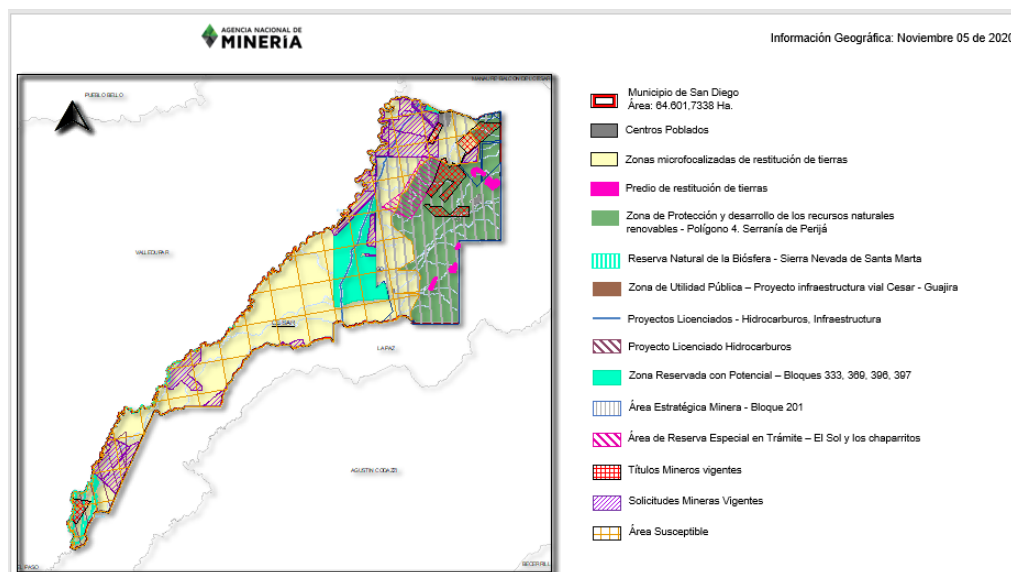 AGENCIA NACIONAL DE
MINERÍA
Información Geográfica: Noviembre 05 de 2020
PUEBLO BELLO
VALLEDUPAR
CESAR
LA PAZ
AGUSTIN CODAZZI
BECERRIL
EL PASO
Municipio de San Diego
Área: 64.601,7338 Ha.
Centros Poblados
Zonas microfocalizadas de restitución de tierras
Predio de restitución de tierras
Zona de Protección y desarrollo de los recursos naturales
renovables - Polígono 4. Serranía de Perijá
Reserva Natural de la Biósfera - Sierra Nevada de Santa Marta
Zona de Utilidad Pública – Proyecto infraestructura vial Cesar - Guajira
Proyectos Licenciados - Hidrocarburos, Infraestructura
Proyecto Licenciado Hidrocarburos
Zona Reservada con Potencial – Bloques 333, 369, 396, 397
Área Estratégica Minera - Bloque 201
Área de Reserva Especial en Trámite – El Sol y los chaparritos
Títulos Mineros vigentes
Solicitudes Mineras Vigentes
Área Susceptible